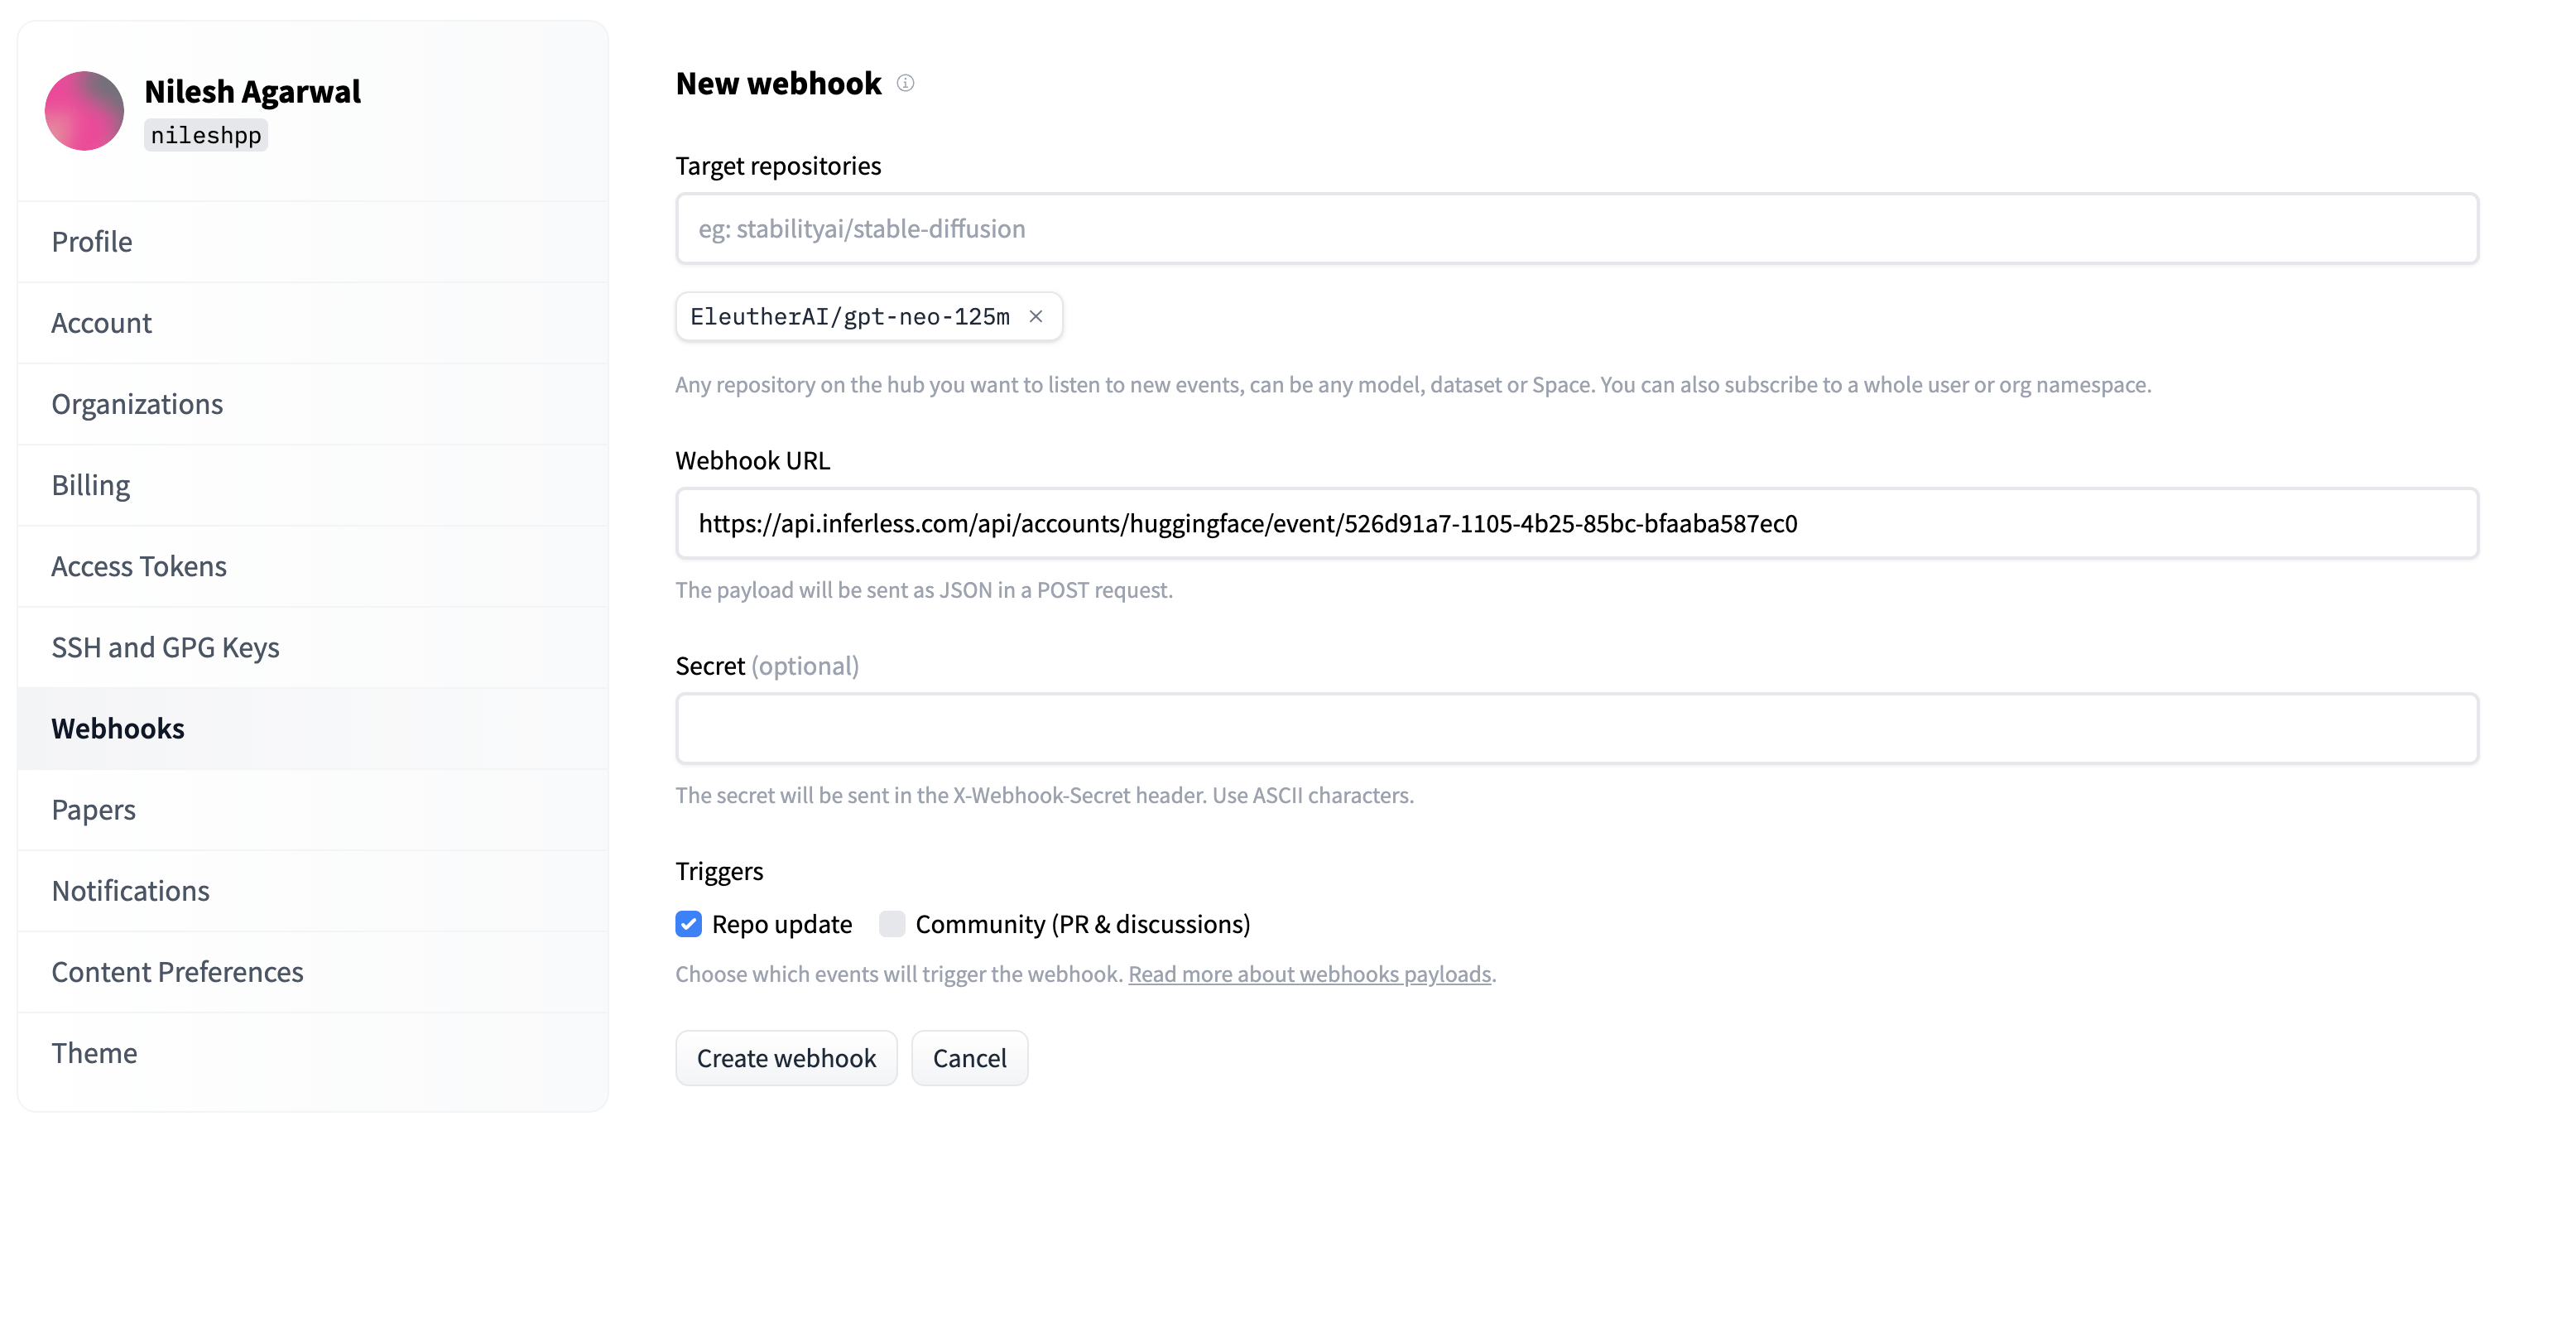 Nilesh Agarwal
nileshpp
Profile
Account
Organizations
Billing
Access Tokens
SSH and GPG Keys
Webhooks
Papers
Notifications
Content Preferences
Theme
New webhook
Target repositories
eg: stabilityai/stable-diffusion
EleutherAI/gpt-neo-125m
Any repository on the hub you want to listen to new events, can be any model, dataset or Space. You can also subscribe to a whole user or org namespace.
Webhook URL
https://api.inferless.com/api/accounts/huggingface/event/526d91a7-1105-4b25-85bc-bfaaba587ec0
The payload will be sent as JSON in a POST request.
Secret (optional)
The secret will be sent in the X-Webhook-Secret header. Use ASCII characters.
Triggers
Repo update Community (PR & discussions)
Choose which events will trigger the webhook. Read more about webhooks payloads.
Create webhook Cancel